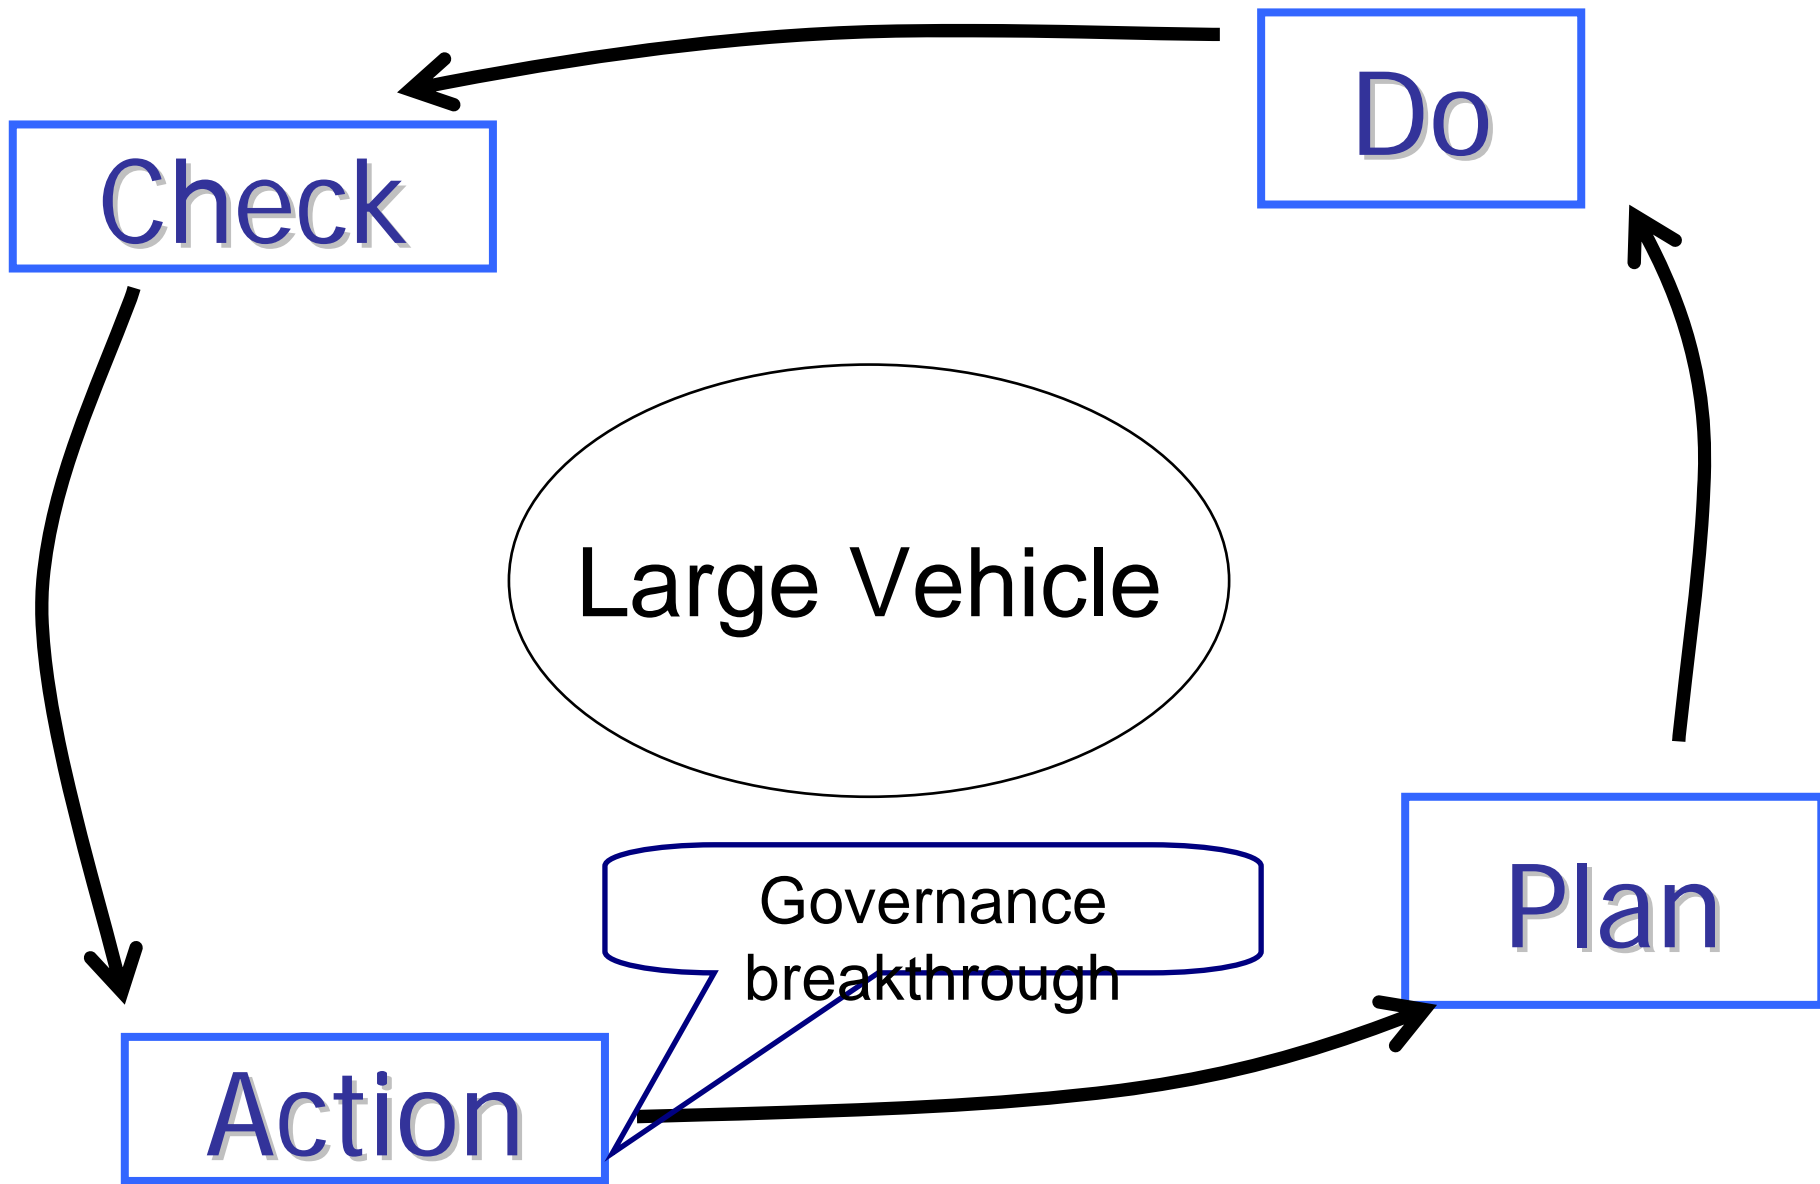 Do
Check
Large Vehicle
Governance
breakthrough
Plan
Action